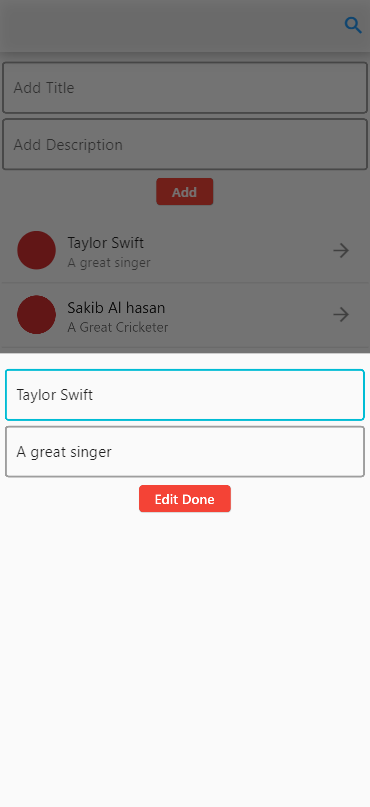 Add Title
Add Description
Add
Taylor Swift
A great singer
Sakib Al hasan
A Great Cricketer
Taylor Swift
A great singer
Edit Done